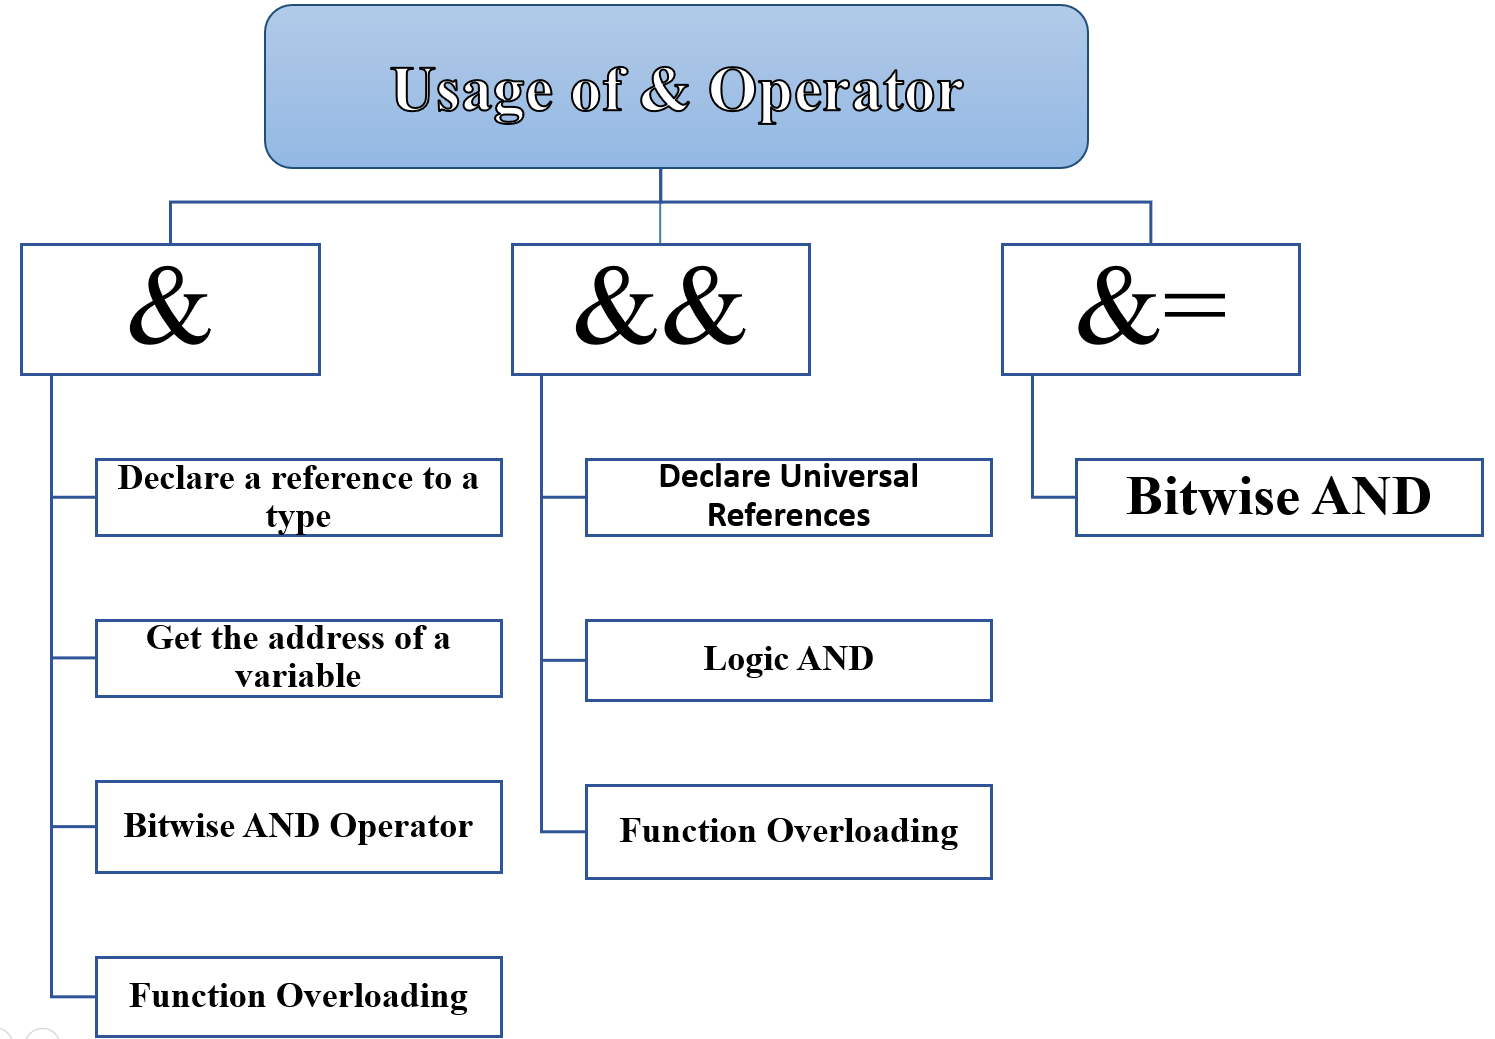 Usage of & Operator
&
&&
&=
Declare a reference to a
type
Get the address of a
variable
Bitwise AND Operator
Function Overloading
Declare Universal
References
Logic AND
Function Overloading
Bitwise AND